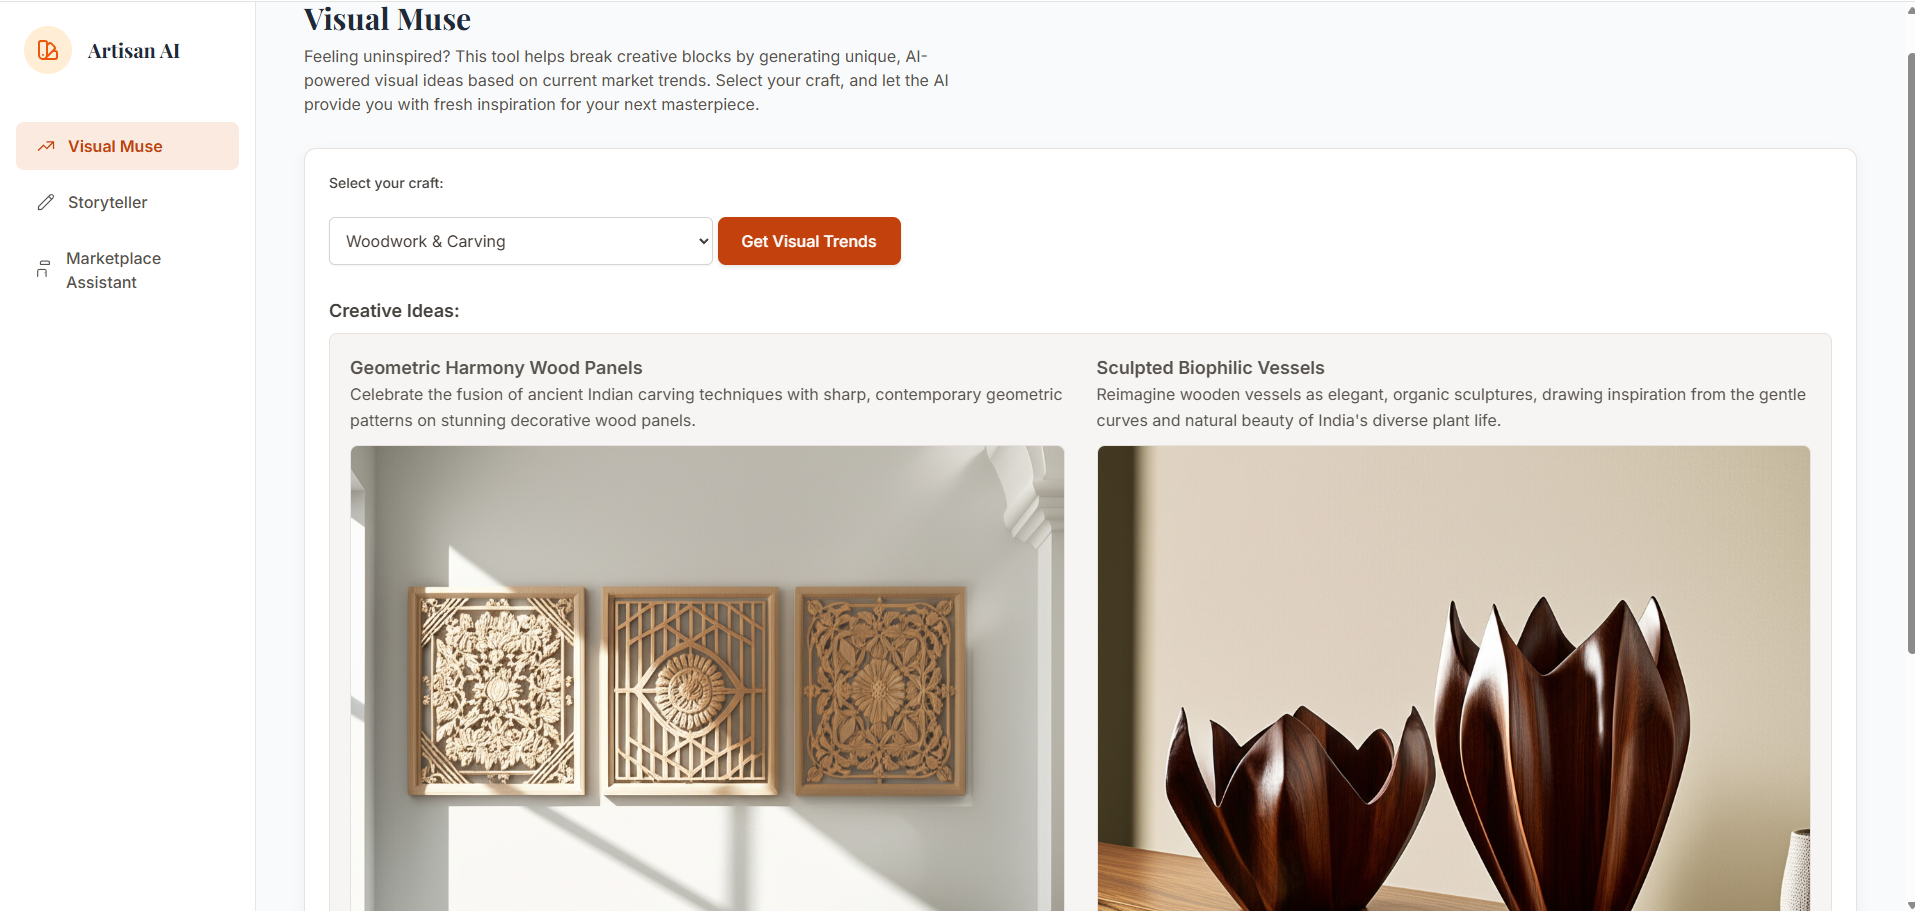 Artisan AI
Visual Muse
Storyteller
Marketplace
Assistant
Visual Muse
Feeling uninspired? This tool helps break creative blocks by generating unique, AI-
powered visual ideas based on current market trends. Select your craft, and let the AI
provide you with fresh inspiration for your next masterpiece.
Select your craft:
Woodwork & Carving
Get Visual Trends
Creative Ideas:
Geometric Harmony Wood Panels
Celebrate the fusion of ancient Indian carving techniques with sharp, contemporary geometric
patterns on stunning decorative wood panels.
Sculpted Biophilic Vessels
Reimagine wooden vessels as elegant, organic sculptures, drawing inspiration from the gentle
curves and natural beauty of India's diverse plant life.